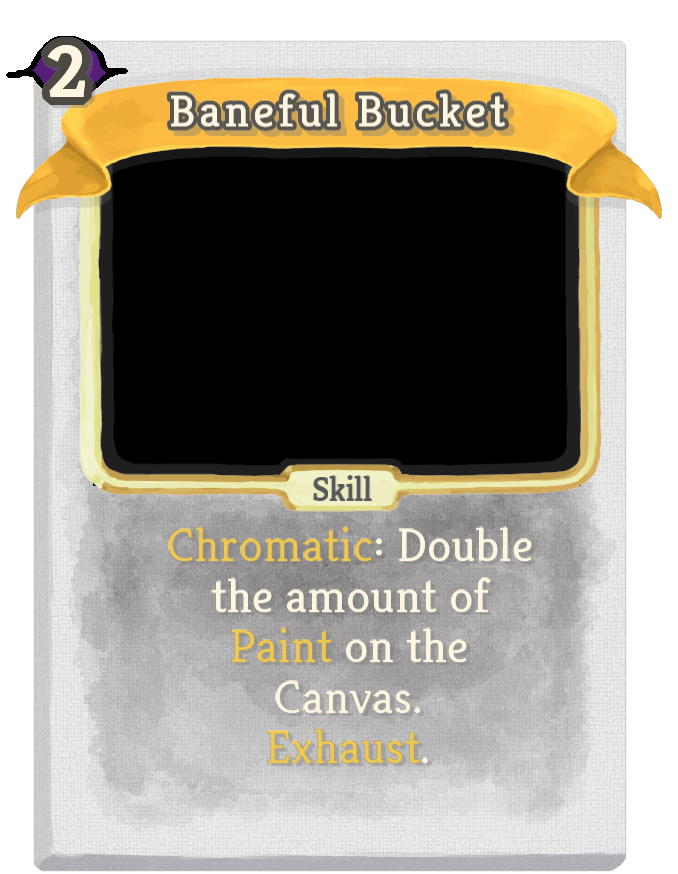 2
Baneful Bucket
Skill
Chromatic: Double
the amount of
Paint on the
Canvas.
Exhaust.